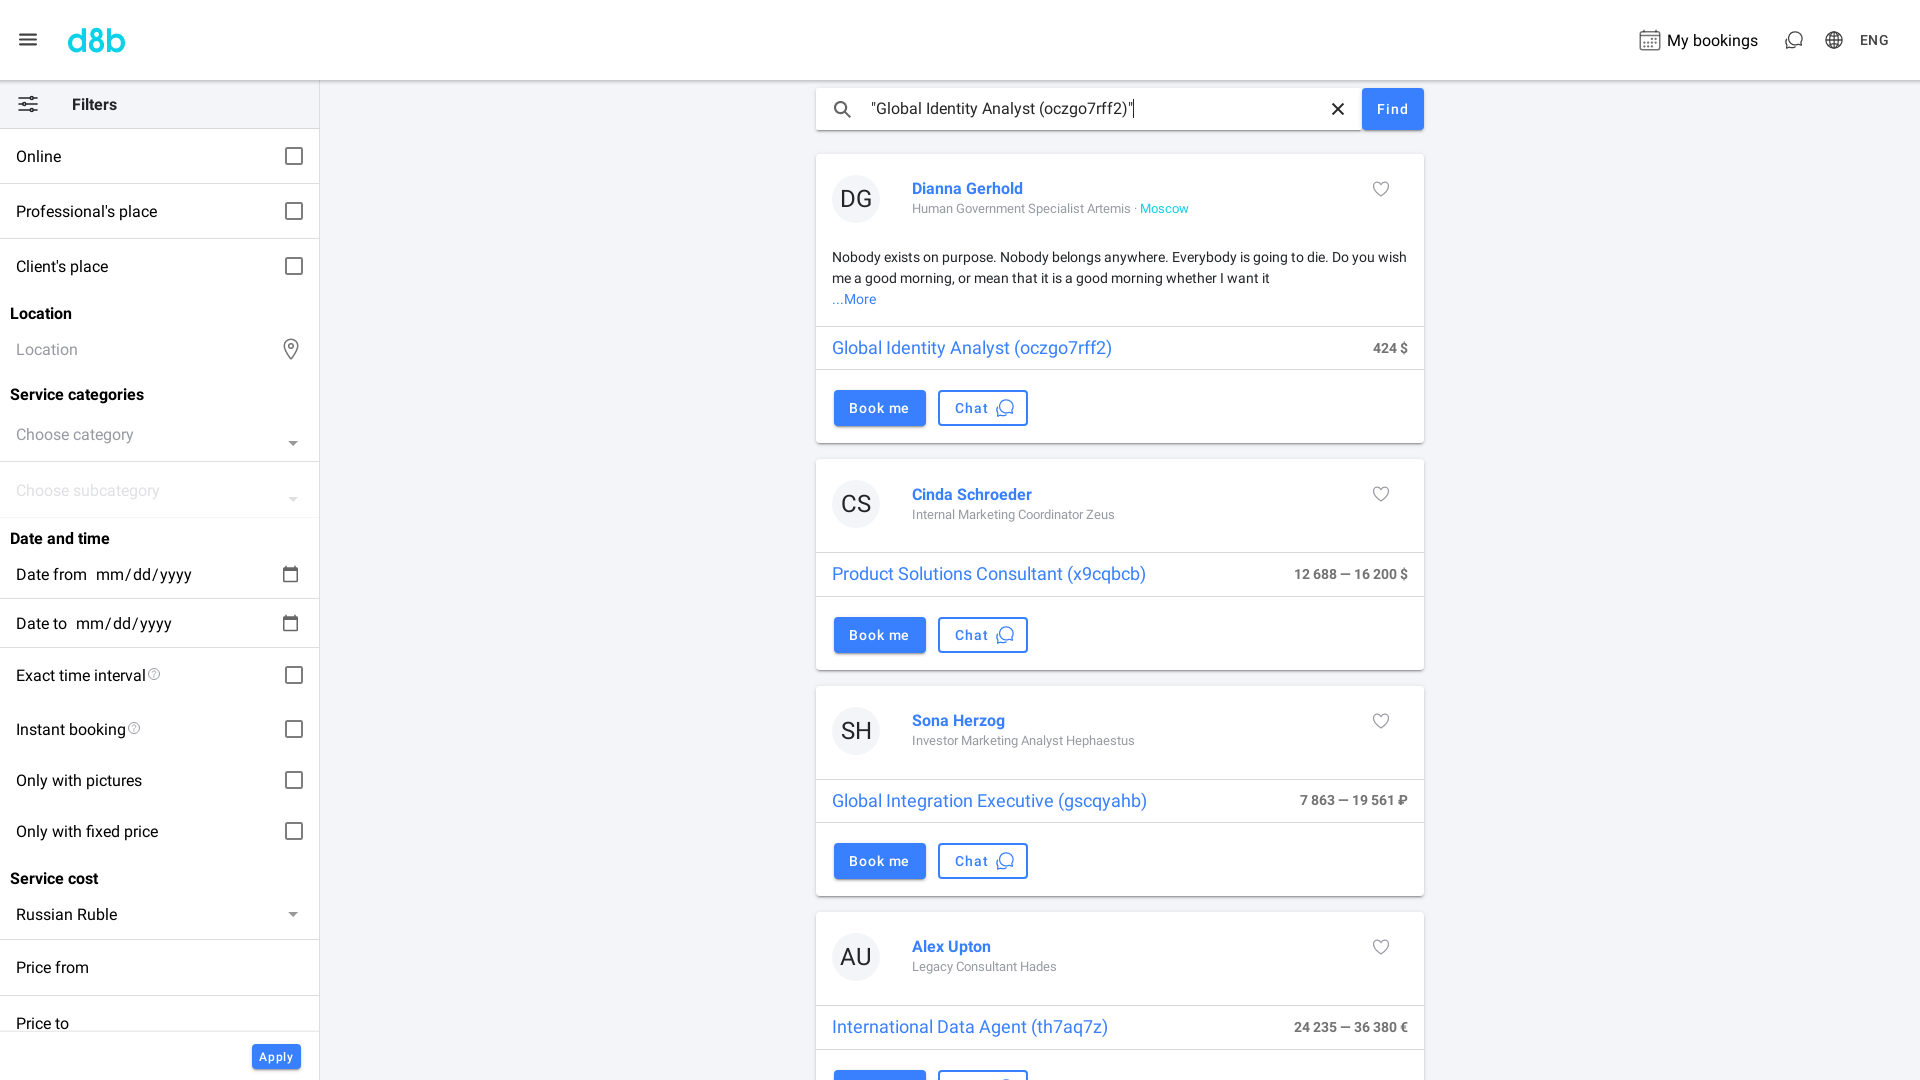 d8b
My bookings
ENG
Filters
Online
Professional's place
Client's place
Location
Location
Service categories
Choose category
Choose subcategory
Date and time
Date from mm/dd/yyyy
Date to mm/dd/yyyy
Exact time interval
Instant booking
Only with pictures
Only with fixed price
Service cost
Russian Ruble
Price from
Price to
Apply
"Global Identity Analyst (oczgo7rff2)"
Find
DG
Dianna Gerhold
Human Government Specialist Artemis · Moscow
Nobody exists on purpose. Nobody belongs anywhere. Everybody is going to die. Do you wish
me a good morning, or mean that it is a good morning whether I want it
...More
Global Identity Analyst (oczgo7rff2) 424 $
Book me Chat
CS
Cinda Schroeder
Internal Marketing Coordinator Zeus
Product Solutions Consultant (x9cqbcb) 12 688 — 16 200 $
Book me Chat
SH
Sona Herzog
Investor Marketing Analyst Hephaestus
Global Integration Executive (gscqyahb) 7 863 — 19 561 ₽
Book me Chat
AU
Alex Upton
Legacy Consultant Hades
International Data Agent (th7aq7z) 24 235 — 36 380 €